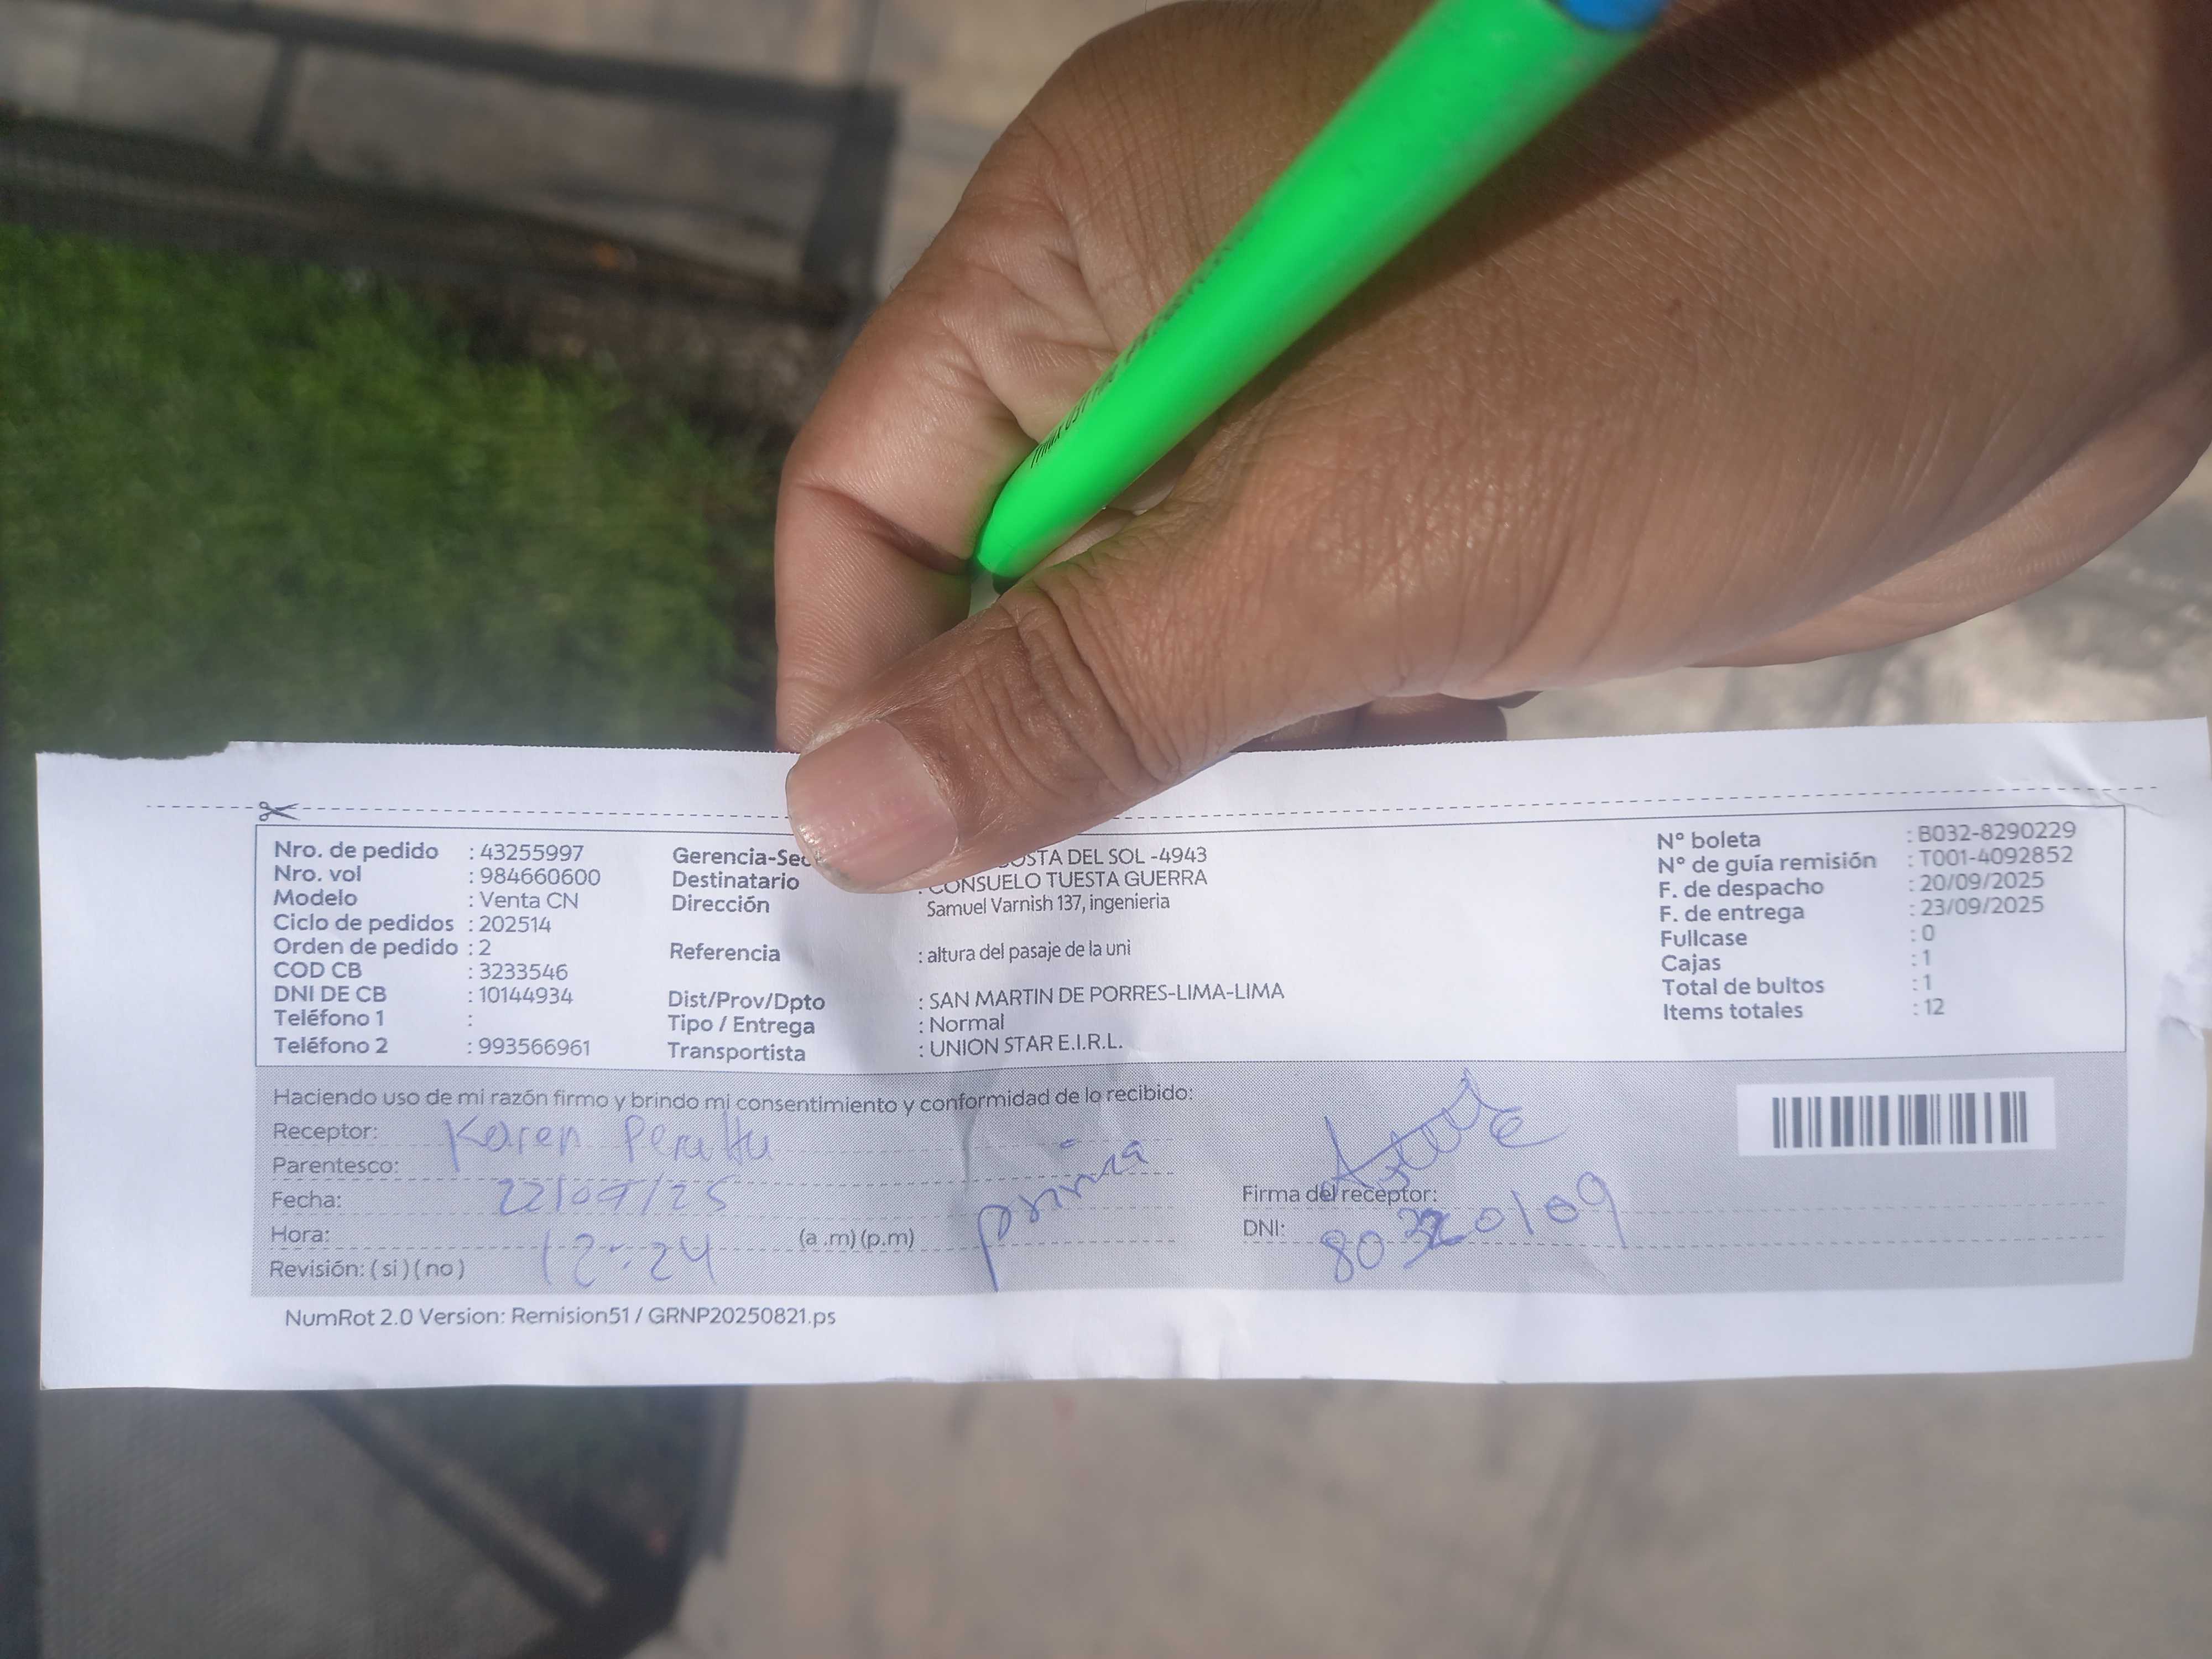 Nro. de pedido : 43255997
Nro. vol : 984660600
Modelo : Venta CN
Ciclo de pedidos : 202514
Orden de pedido : 2
COD CB : 3233546
DNI DE CB : 10144934
Teléfono 1 :
Teléfono 2 : 993566961
Gerencia-Sec DEL SOL -4943
Destinatario : CONSUELO TUESTA GUERRA
Dirección Samuel Varnish 137, ingenieria
Referencia : altura del pasaje de la uni
Dist/Prov/Dpto : SAN MARTIN DE PORRES-LIMA-LIMA
Tipo / Entrega : Normal
Transportista : UNION STAR E.I.R.L.
N° boleta : B032-8290229
N° de guía remisión : T001-4092852
F. de despacho : 20/09/2025
F. de entrega : 23/09/2025
Fullcase : 0
Cajas : 1
Total de bultos : 1
Items totales : 12
Haciendo uso de mi razón firmo y brindo mi consentimiento y conformidad de lo recibido:
Receptor: Karen Peralta
Parentesco: prima
Fecha: 22/09/25
Hora: 12:24 (a .m) (p.m)
Revisión: ( si ) ( no )
Firma del receptor:
DNI:
NumRot 2.0 Version: Remision51 / GRNP20250821.ps